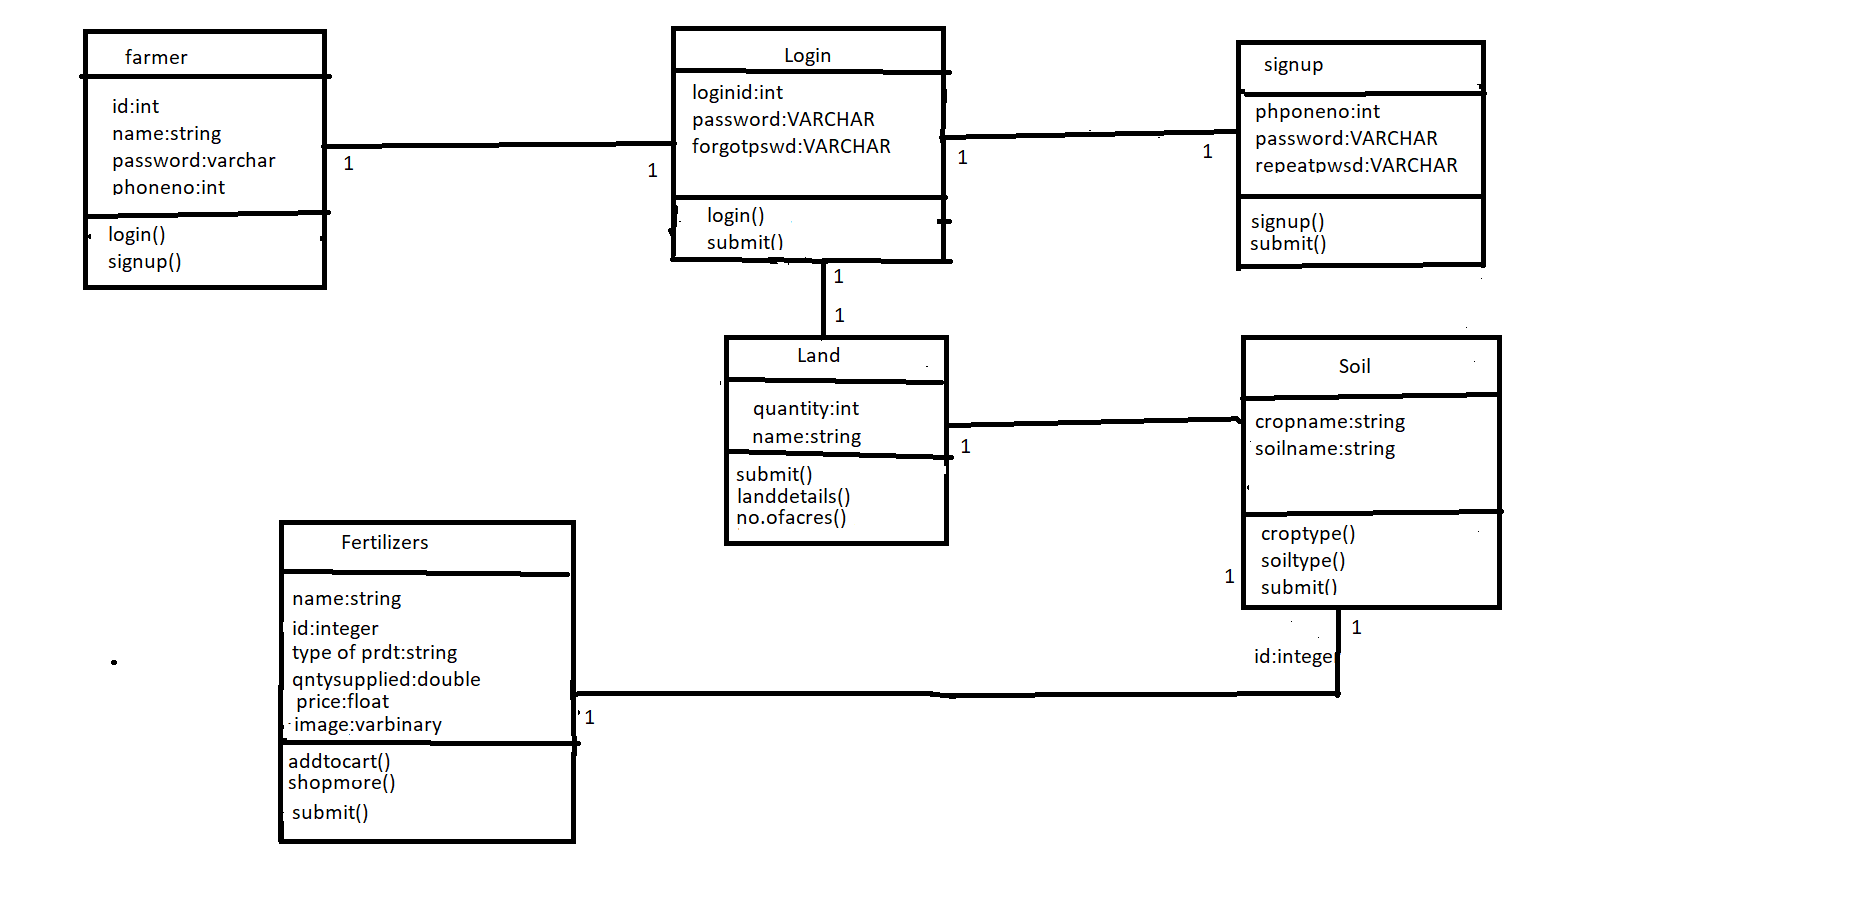 farmer
id:int
name:string
password:varchar
phoneno:int
login()
signup()
1
1
Login
loginid:int
password:VARCHAR
forgotpswd:VARCHAR
login()
submit()
1
1
signup
phponeno:int
password:VARCHAR
repeatpwsd:VARCHAR
signup()
submit()
1
1
Land
quantity:int
name:string
submit()
landdetails()
no.ofacres()
1
Soil
cropname:string
soilname:string
croptype()
soiltype()
submit()
1
1
id:intege
Fertilizers
name:string
id:integer
type of prdt:string
qntysupplied:double
price:float
image:varbinary
addtocart()
shopmore()
submit()
1